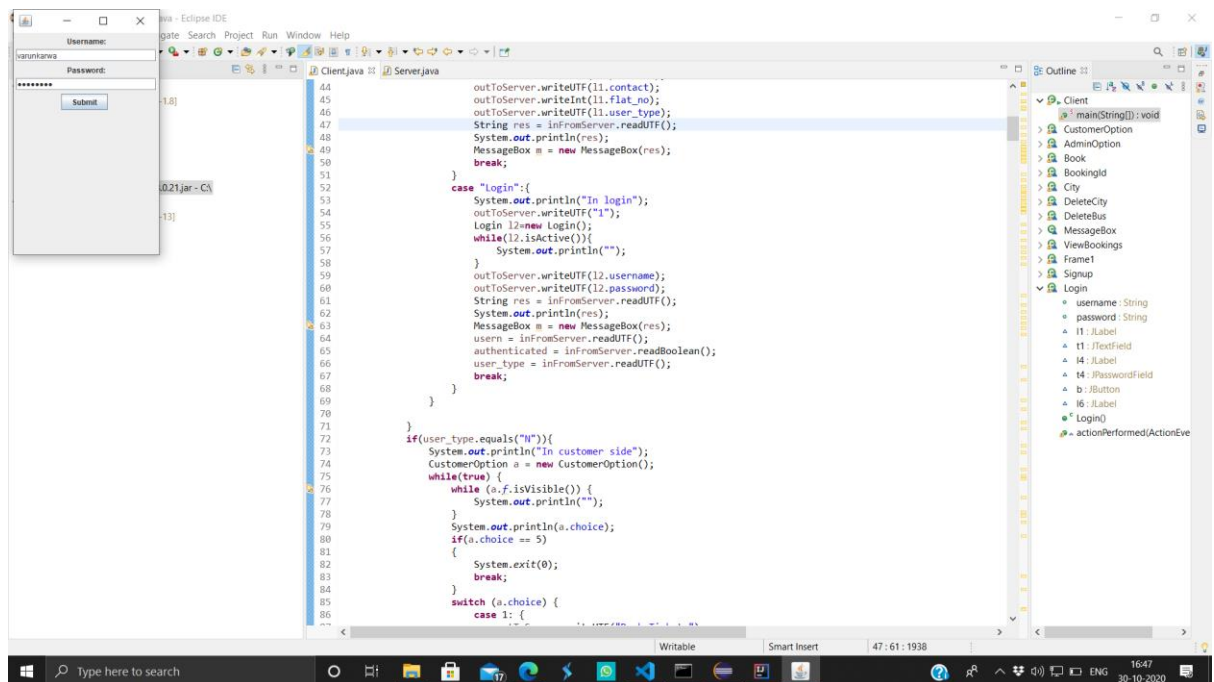 ava - Eclipse IDE
gate Search Project Run Window Help
Username:
varunkarwa
Password:
••••••••
Submit
-1.8]
.0.21.jar - C:\
-13]
Client.java
Server.java
44 outToServer.writeUTF(l1.contact);
45 outToServer.writeInt(l1.flat_no);
46 outToServer.writeUTF(l1.user_type);
47 String res = inFromServer.readUTF();
48 System.out.println(res);
49 MessageBox m = new MessageBox(res);
50 break;
51 }
52 case "Login":{
53 System.out.println("In login");
54 outToServer.writeUTF("1");
55 Login l2=new Login();
56 while(l2.isActive()){
57 System.out.println("");
58 }
59 outToServer.writeUTF(l2.username);
60 outToServer.writeUTF(l2.password);
61 String res = inFromServer.readUTF();
62 System.out.println(res);
63 MessageBox m = new MessageBox(res);
64 usern = inFromServer.readUTF();
65 authenticated = inFromServer.readBoolean();
66 user_type = inFromServer.readUTF();
67 break;
68 }
69 }
70
71 }
72 if(user_type.equals("N")){
73 System.out.println("In customer side");
74 CustomerOption a = new CustomerOption();
75 while(true) {
76 while (a.f.isVisible()) {
77 System.out.println("");
78 }
79 System.out.println(a.choice);
80 if(a.choice == 5)
81 {
82 System.exit(0);
83 break;
84 }
85 switch (a.choice) {
86 case 1: {
Outline
Client
main(String[]) : void
CustomerOption
AdminOption
Book
BookingId
City
DeleteCity
DeleteBus
MessageBox
ViewBookings
Frame1
Signup
Login
username : String
password : String
l1 : JLabel
t1 : JTextField
l4 : JLabel
t4 : JPasswordField
b : JButton
l6 : JLabel
Login()
actionPerformed(ActionEve
Writable
Smart Insert
47 : 61 : 1938
Type here to search
17
ENG
16:47
30-10-2020